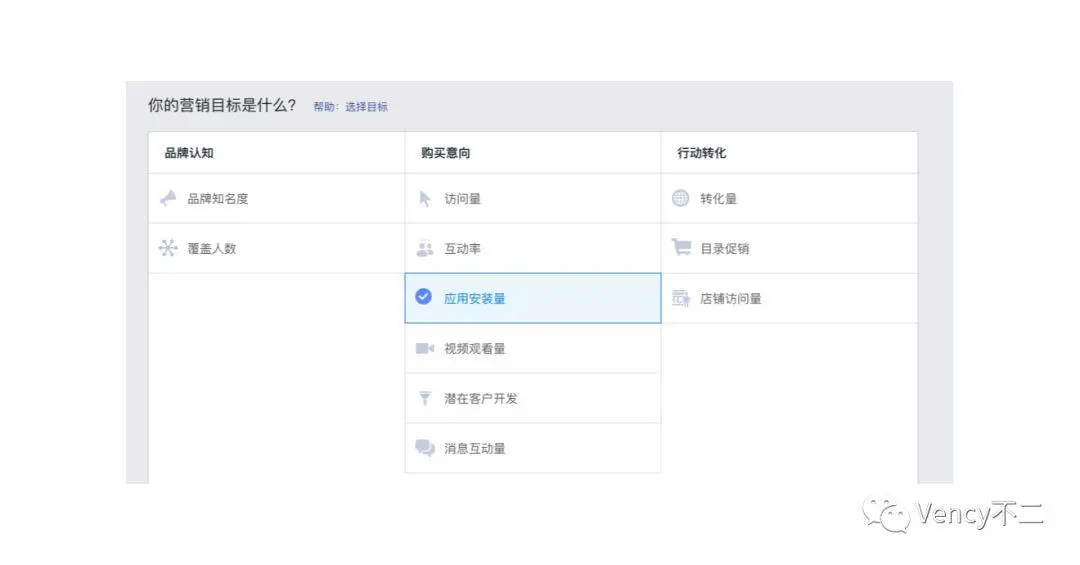 你的营销目标是什么? 帮助：选择目标
品牌认知 购买意向 行动转化
品牌知名度 访问量 转化量
覆盖人数 互动率 目录促销
应用安装量 店铺访问量
视频观看量
潜在客户开发
消息互动量
Vency不二